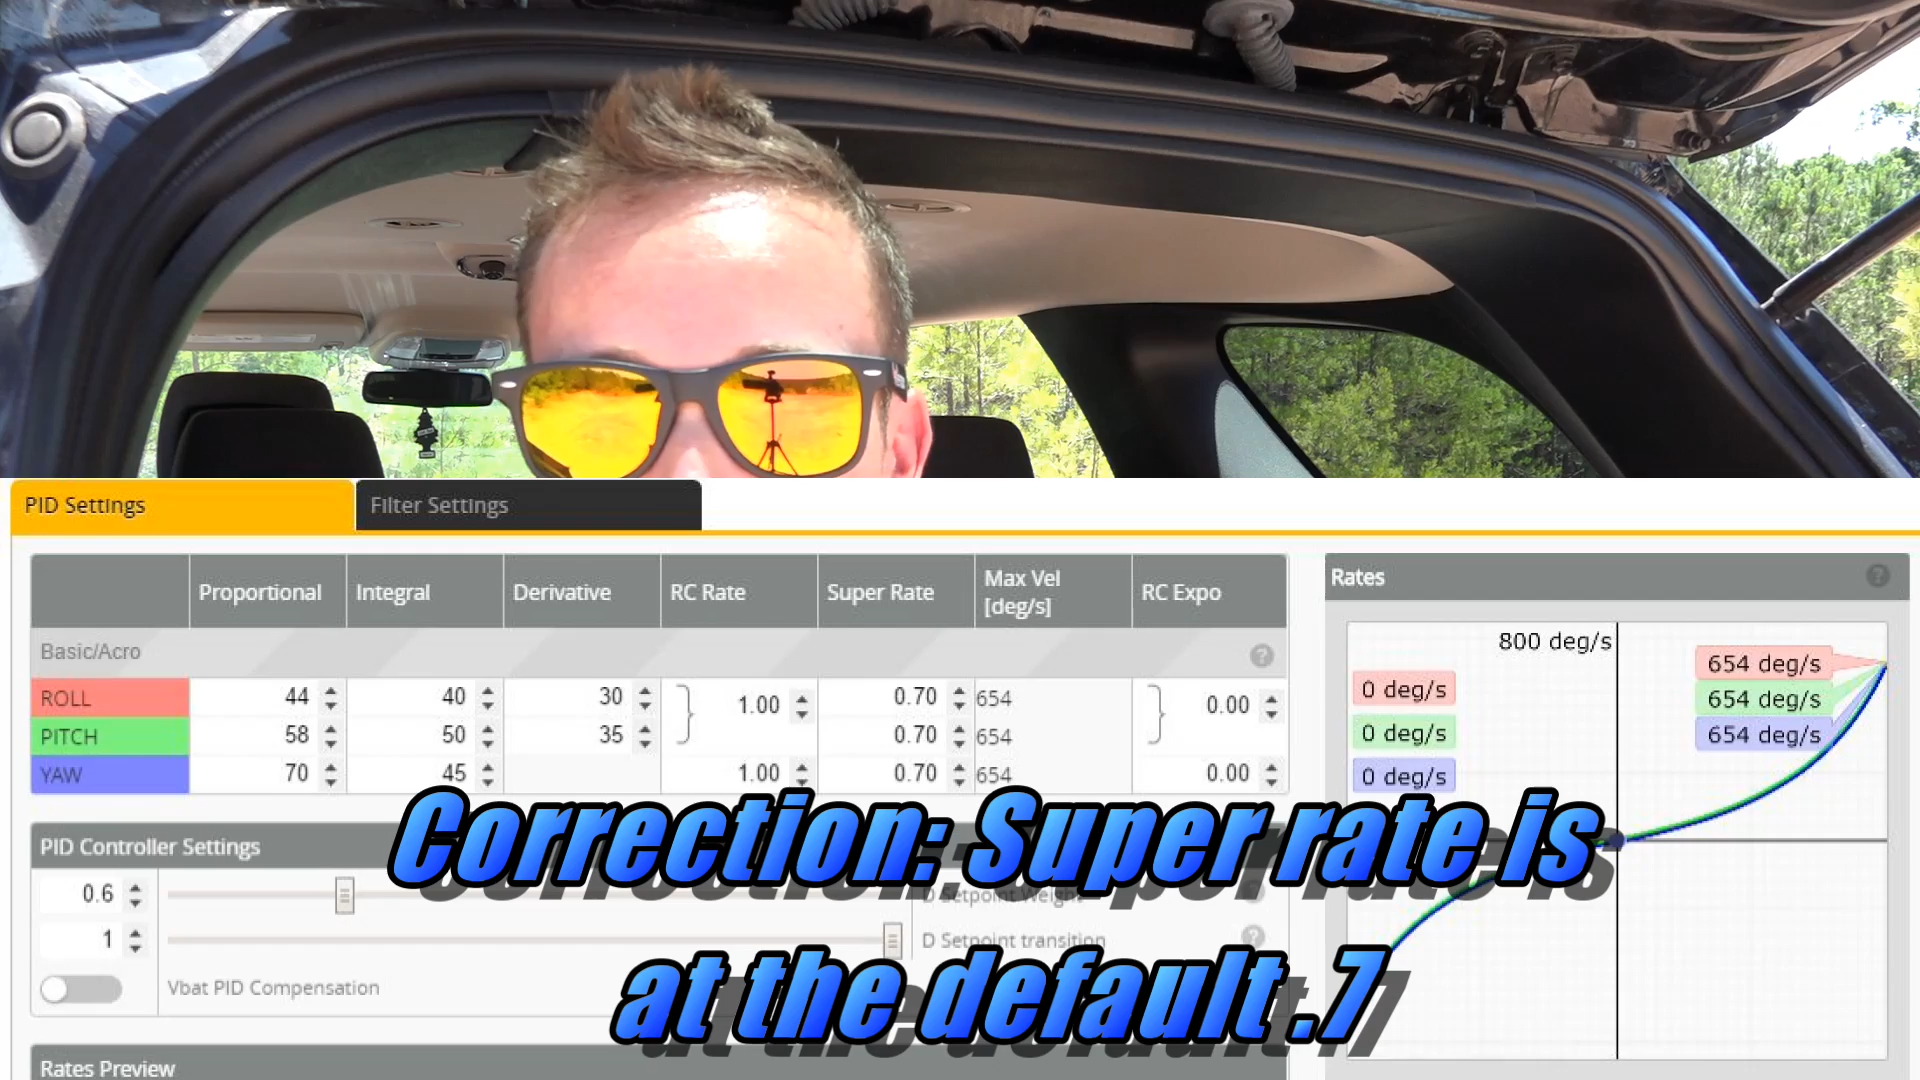 PID Settings
Filter Settings
Proportional Integral Derivative RC Rate Super Rate Max Vel [deg/s] RC Expo
Basic/Acro
ROLL 44 40 30 1.00 0.70 654 0.00
PITCH 58 50 35 0.70 654
YAW 70 45 1.00 0.70 654 0.00
Rates
800 deg/s
0 deg/s
0 deg/s
0 deg/s
654 deg/s
654 deg/s
654 deg/s
PID Controller Settings
0.6 D Setpoint Weight
1 D Setpoint transition
Vbat PID Compensation
Rates Preview
Correction: Super rate is
at the default .7